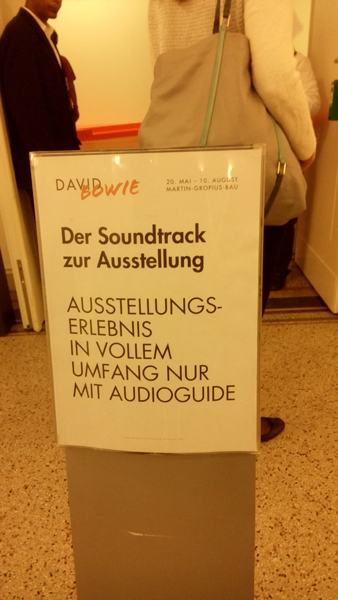 DAVID BOWIE
20. MAI – 10. AUGUST
MARTIN-GROPIUS-BAU
Der Soundtrack
zur Ausstellung
AUSSTELLUNGS-
ERLEBNIS
IN VOLLEM
UMFANG NUR
MIT AUDIOGUIDE